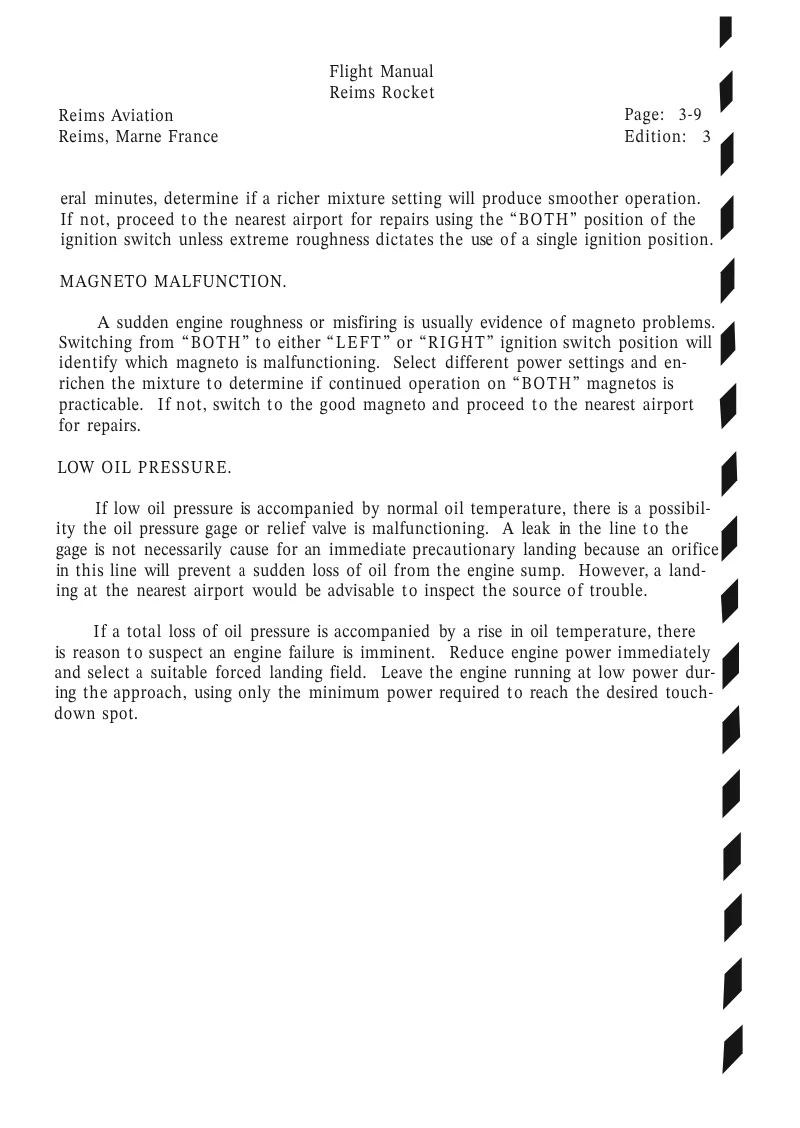 Flight Manual
Reims Rocket
Reims Aviation
Reims, Marne France
Page: 3-9
Edition: 3
eral minutes, determine if a richer mixture setting will produce smoother operation.
If not, proceed to the nearest airport for repairs using the “BOTH” position of the
ignition switch unless extreme roughness dictates the use of a single ignition position.
MAGNETO MALFUNCTION.
A sudden engine roughness or misfiring is usually evidence of magneto problems.
Switching from “BOTH” to either “LEFT” or “RIGHT” ignition switch position will
identify which magneto is malfunctioning. Select different power settings and en-
richen the mixture to determine if continued operation on “BOTH” magnetos is
practicable. If not, switch to the good magneto and proceed to the nearest airport
for repairs.
LOW OIL PRESSURE.
If low oil pressure is accompanied by normal oil temperature, there is a possibil-
ity the oil pressure gage or relief valve is malfunctioning. A leak in the line to the
gage is not necessarily cause for an immediate precautionary landing because an orifice
in this line will prevent a sudden loss of oil from the engine sump. However, a land-
ing at the nearest airport would be advisable to inspect the source of trouble.
If a total loss of oil pressure is accompanied by a rise in oil temperature, there
is reason to suspect an engine failure is imminent. Reduce engine power immediately
and select a suitable forced landing field. Leave the engine running at low power dur-
ing the approach, using only the minimum power required to reach the desired touch-
down spot.